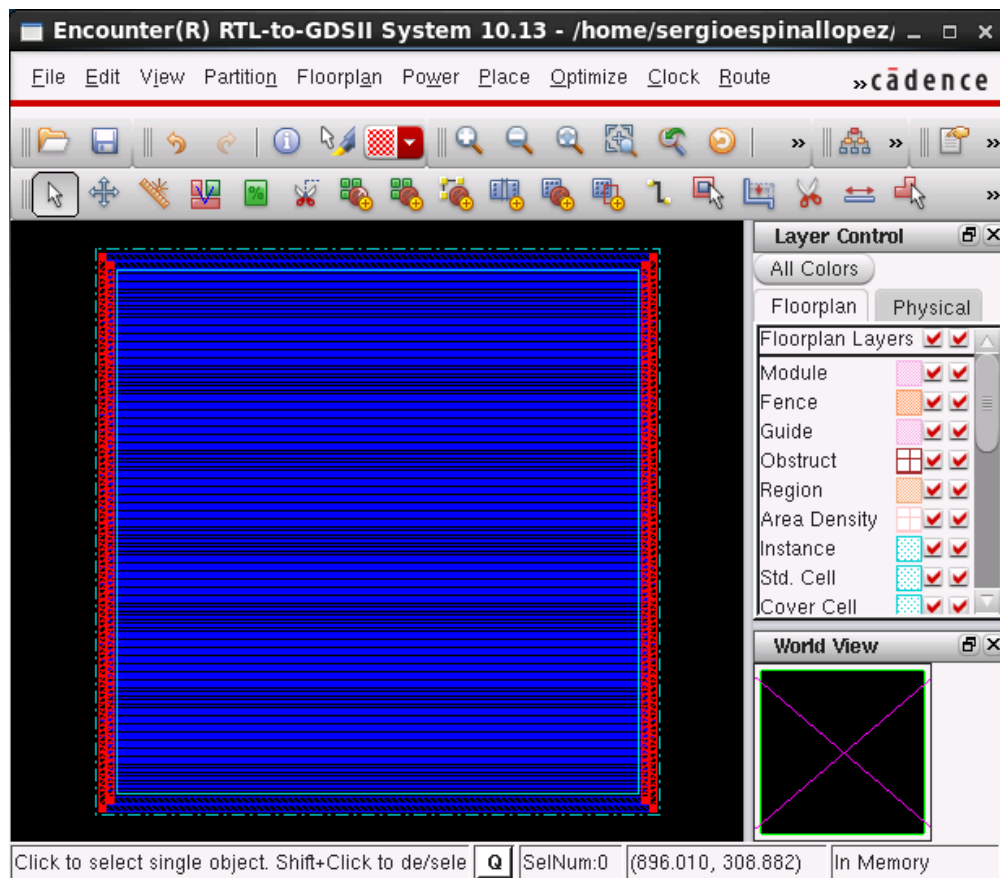 Encounter(R) RTL-to-GDSII System 10.13 - /home/sergioespinallopez/
File Edit View Partition Floorplan Power Place Optimize Clock Route » cādence
» » »
%
»
Layer Control
All Colors
Floorplan Physical
Floorplan Layers
Module
Fence
Guide
Obstruct
Region
Area Density
Instance
Std. Cell
Cover Cell
World View
Click to select single object. Shift+Click to de/sele Q SelNum:0 (896.010, 308.882) In Memory